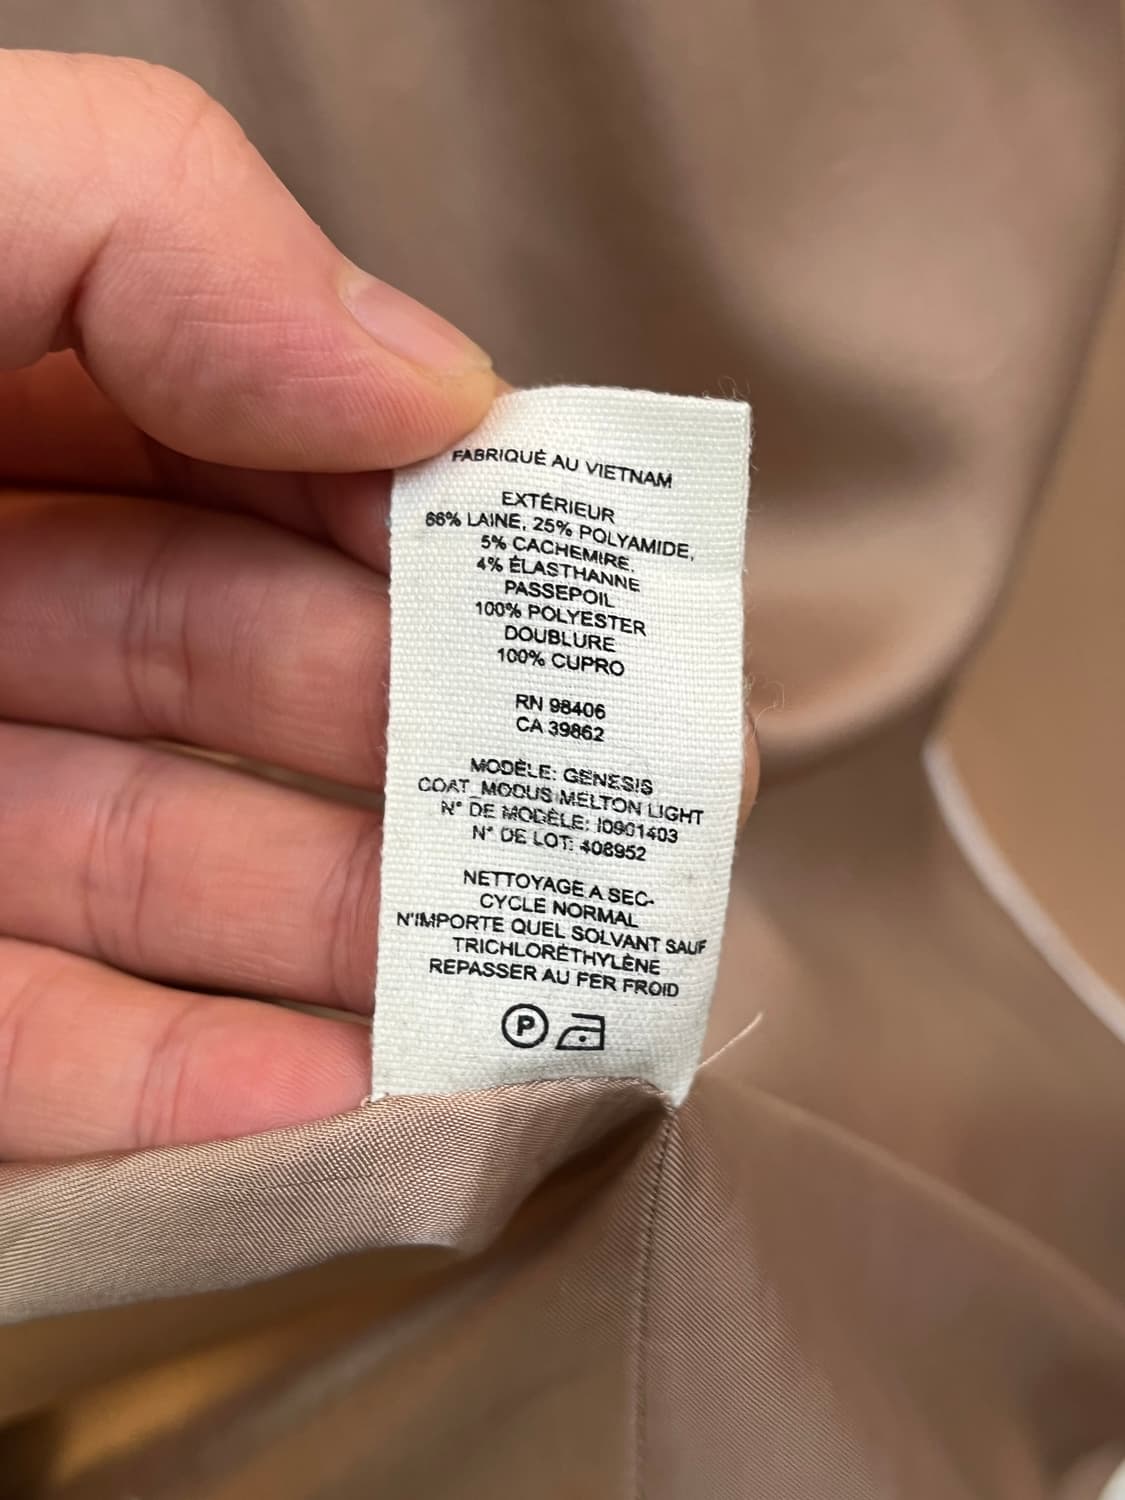 FABRIQUÉ AU VIETNAM
EXTÉRIEUR
66% LAINE, 25% POLYAMIDE,
5% CACHEMIRE,
4% ÉLASTHANNE
PASSEPOIL
100% POLYESTER
DOUBLURE
100% CUPRO
RN 98406
CA 39862
MODÈLE: GENESIS
COAT_MODUS MELTON LIGHT
N° DE MODÈLE: I0901403
N° DE LOT: 408952
NETTOYAGE A SEC-
CYCLE NORMAL
N'IMPORTE QUEL SOLVANT SAUF
TRICHLORÉTHYLÈNE
REPASSER AU FER FROID
P